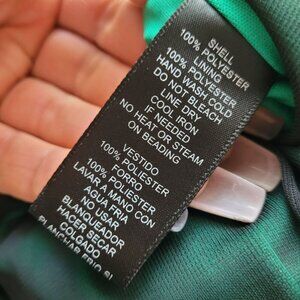 SHELL
100% POLYESTER
LINING
100% POLYESTER
HAND WASH COLD
DO NOT BLEACH
LINE DRY
COOL IRON
IF NEEDED
NO HEAT OR STEAM
ON BEADING
VESTIDO
100% POLIESTER
FORRO
100% POLIESTER
LAVAR A MANO CON
AGUA FRIA
NO USAR
BLANQUEADOR
HACER SECAR
COLGADO
PLANCHAR